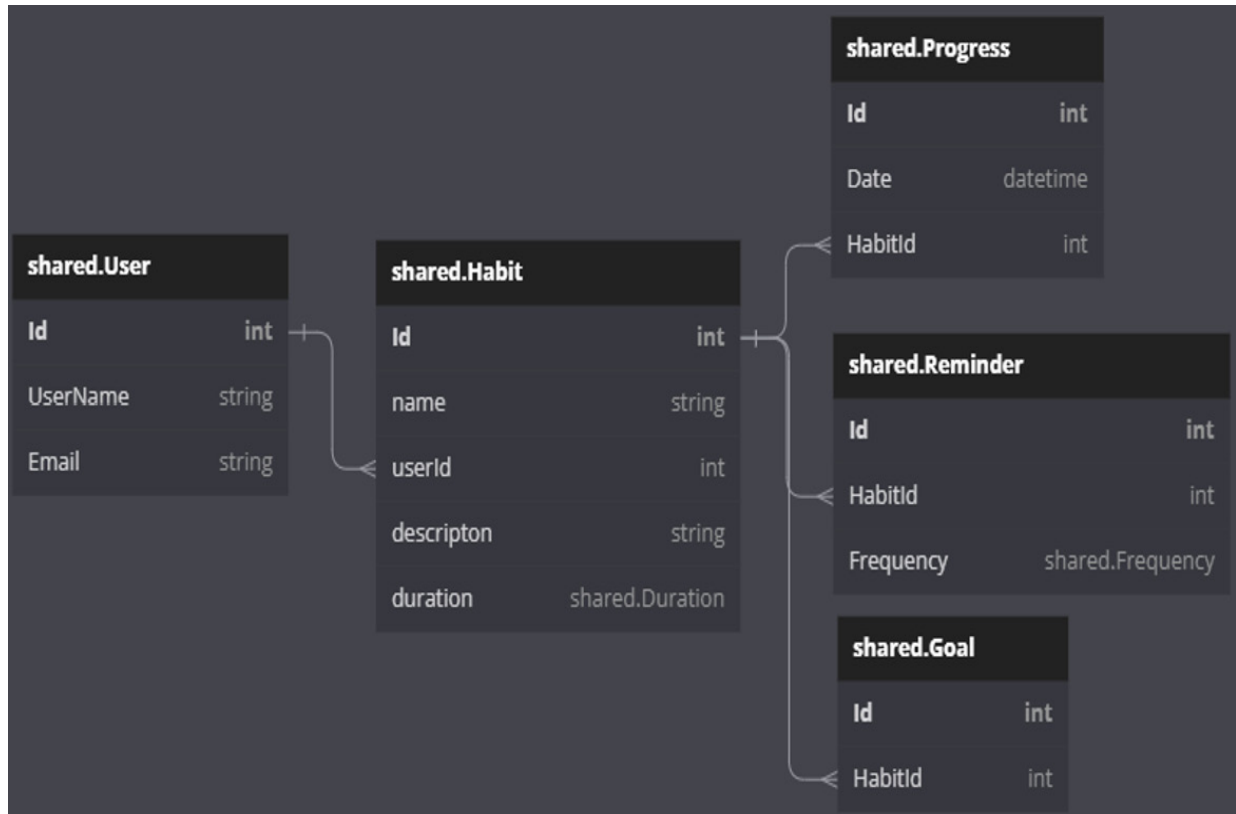 shared.User
Id int
UserName string
Email string
shared.Habit
Id int
name string
userId int
descripton string
duration shared.Duration
shared.Progress
Id int
Date datetime
HabitId int
shared.Reminder
Id int
HabitId int
Frequency shared.Frequency
shared.Goal
Id int
HabitId int